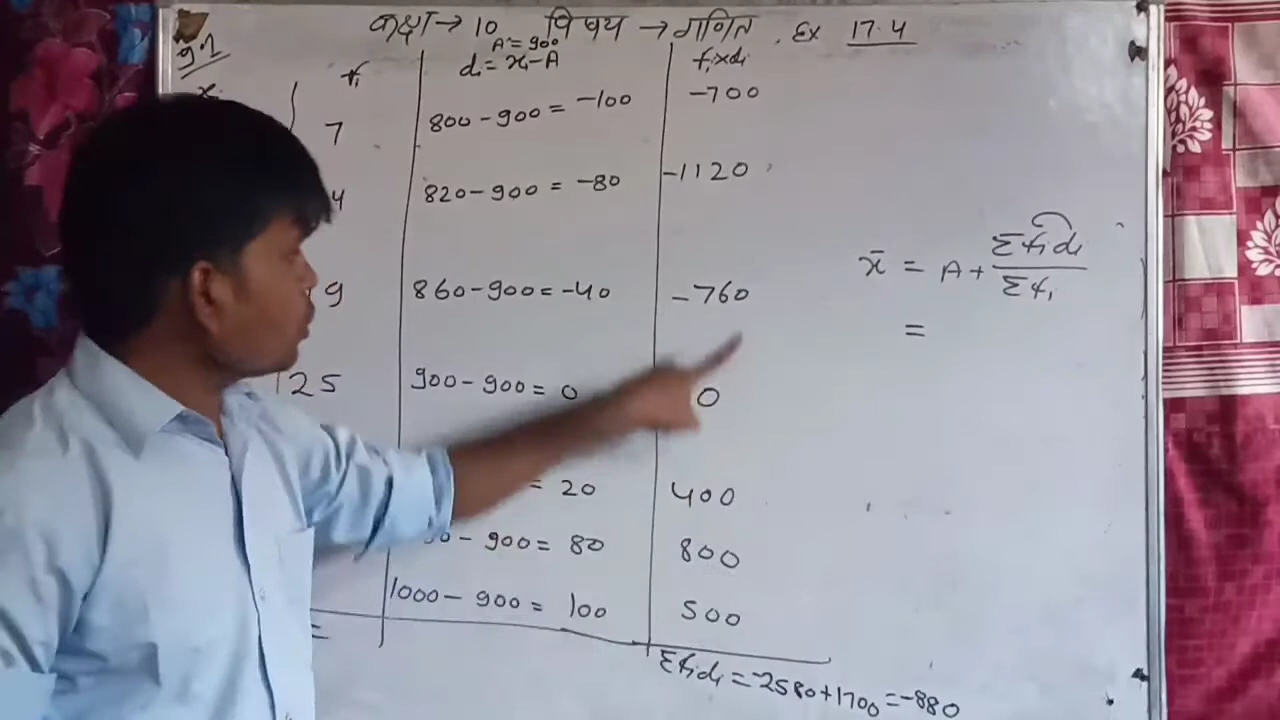 कक्षा → 10 विषय → गणित , Ex 17.4
A = 900
fi di = xi - A fixdi
7 800 - 900 = -100 -700
4 820 - 900 = -80 -1120
9 860 - 900 = -40 -760
x̄ = A + Σfidi / Σfi
=
25 900 - 900 = 0 0
= 20 400
- 900 = 80 800
1000 - 900 = 100 500
Σfidi = -2580 + 1700 = -880